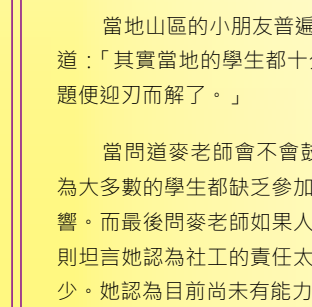 當地山區的小朋友普遍
道：「其實當地的學生都十分
題便迎刃而解了。」
當問道麥老師會不會鼓
為大多數的學生都缺乏參加
響。而最後問麥老師如果人
則坦言她認為社工的責任太
少。她認為目前尚未有能力